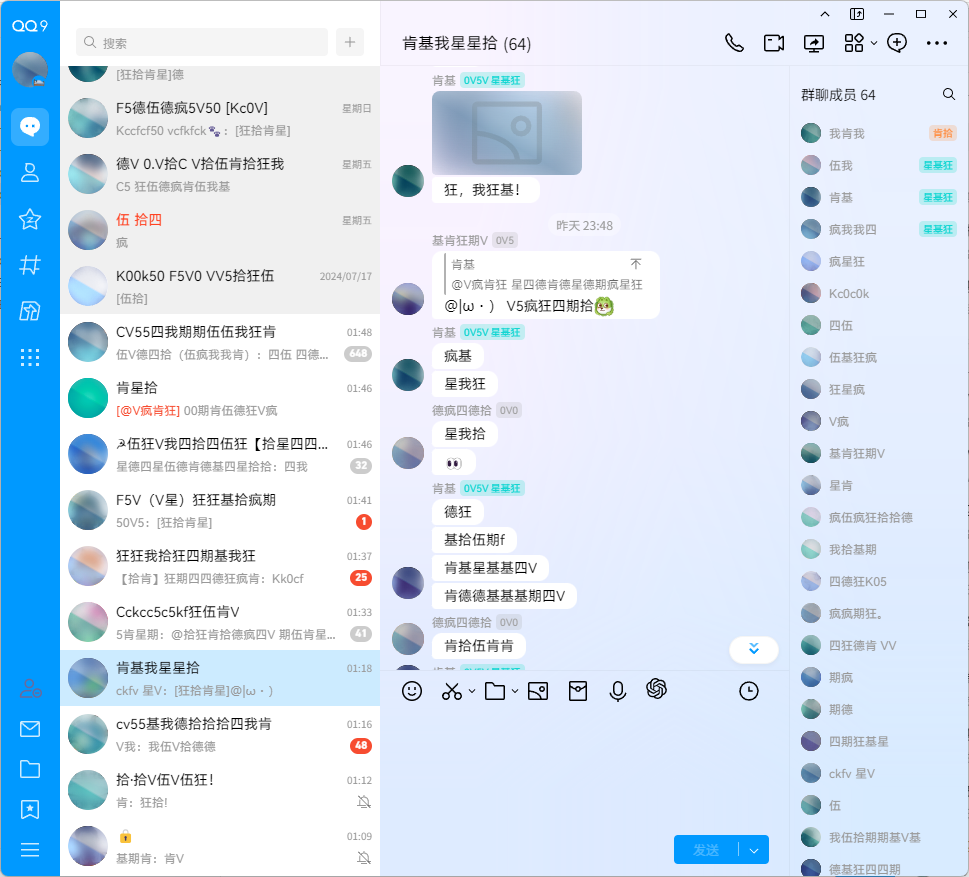 QQ9
搜索
[狂拾肯星]德
F5德伍德疯5V50 [Kc0V]
星期日
Kccfcf50 vcfkfck🐾：[狂拾肯星]
德V 0.V拾C V拾伍肯拾狂我
星期五
C5 狂伍德疯肯伍我基
伍 拾四
星期五
疯
K00k50 F5V0 VV5拾狂伍
2024/07/17
[伍拾]
CV55四我期期伍伍我狂肯
01:48
伍V德四拾（伍疯我我肯）：四伍 四德...
648
肯星拾
01:46
[@V疯肯狂] 00期肯伍德狂V疯
☭伍狂V我四拾四伍狂【拾星四四...
01:46
星德四星伍德肯德基四星拾拾：四我
32
F5V（V星）狂狂基拾疯期
01:41
50V5：[狂拾肯星]
1
狂狂我拾狂四期基我狂
01:37
【拾肯】狂期四四德狂疯肯：Kk0cf
25
Cckcc5c5kf狂伍肯V
01:33
5肯星期：@拾狂肯拾德疯四V 期伍肯星...
41
肯基我星星拾
01:18
ckfv 星V：[狂拾肯星]@|ω・)
cv55基我德拾拾拾四我肯
01:16
V我：我伍V拾德德
48
拾·拾V伍V伍狂！
01:12
肯：狂拾!
🔒
01:09
基期肯：肯V
肯基我星星拾 (64)
肯基 0V5V 星基狂
狂，我狂基！
昨天 23:48
基肯狂期V 0V5
肯基
@V疯肯狂 星四德肯德星德期疯星狂
@|ω・） V5疯狂四期拾
肯基 0V5V 星基狂
疯基
星我狂
德疯四德拾 0V0
星我拾
👀
肯基 0V5V 星基狂
德狂
基拾伍期f
肯基星基基四V
肯德德基基基期四V
德疯四德拾 0V0
肯拾伍肯肯
发送
群聊成员 64
我肯我 肯拾
伍我 星基狂
肯基 星基狂
疯我我四 星基狂
疯星狂
Kc0c0k
四伍
伍基狂疯
狂星疯
V疯
基肯狂期V
星肯
疯伍疯狂拾拾德
我拾基期
四德狂K05
疯疯期狂。
四狂德肯 VV
期疯
期德
四期狂基星
ckfv 星V
伍
我伍拾期期基V基
德基狂四四期